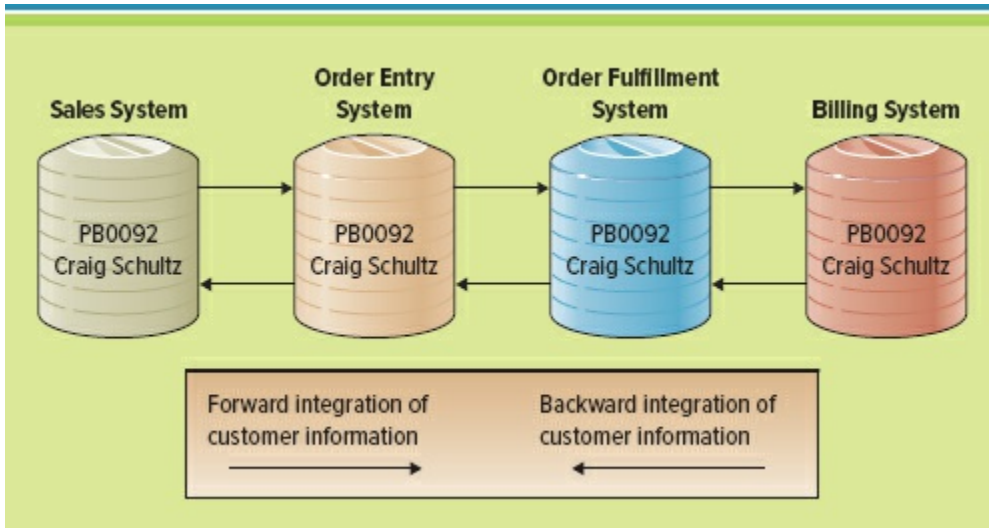 Sales System
Order Entry
System
Order Fulfillment
System
Billing System
PB0092
Craig Schultz
PB0092
Craig Schultz
PB0092
Craig Schultz
PB0092
Craig Schultz
Forward integration of
customer information
Backward integration of
customer information